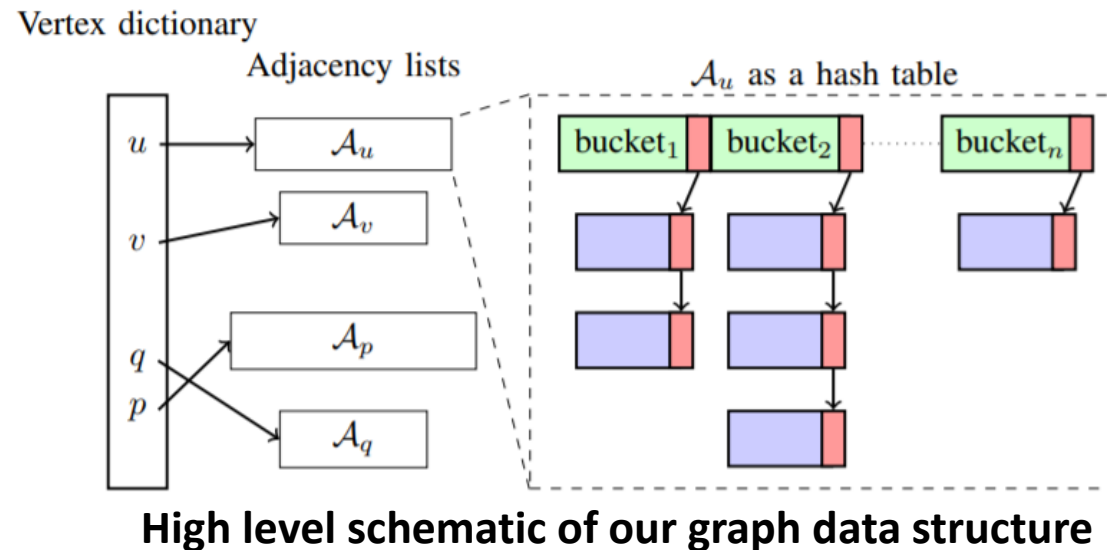 Vertex dictionary
Adjacency lists
𝒜ᵤ as a hash table
u
𝒜ᵤ
bucket₁
bucket₂
bucketₙ
v
𝒜ᵥ
q
𝒜ₚ
p
𝒜_q
High level schematic of our graph data structure